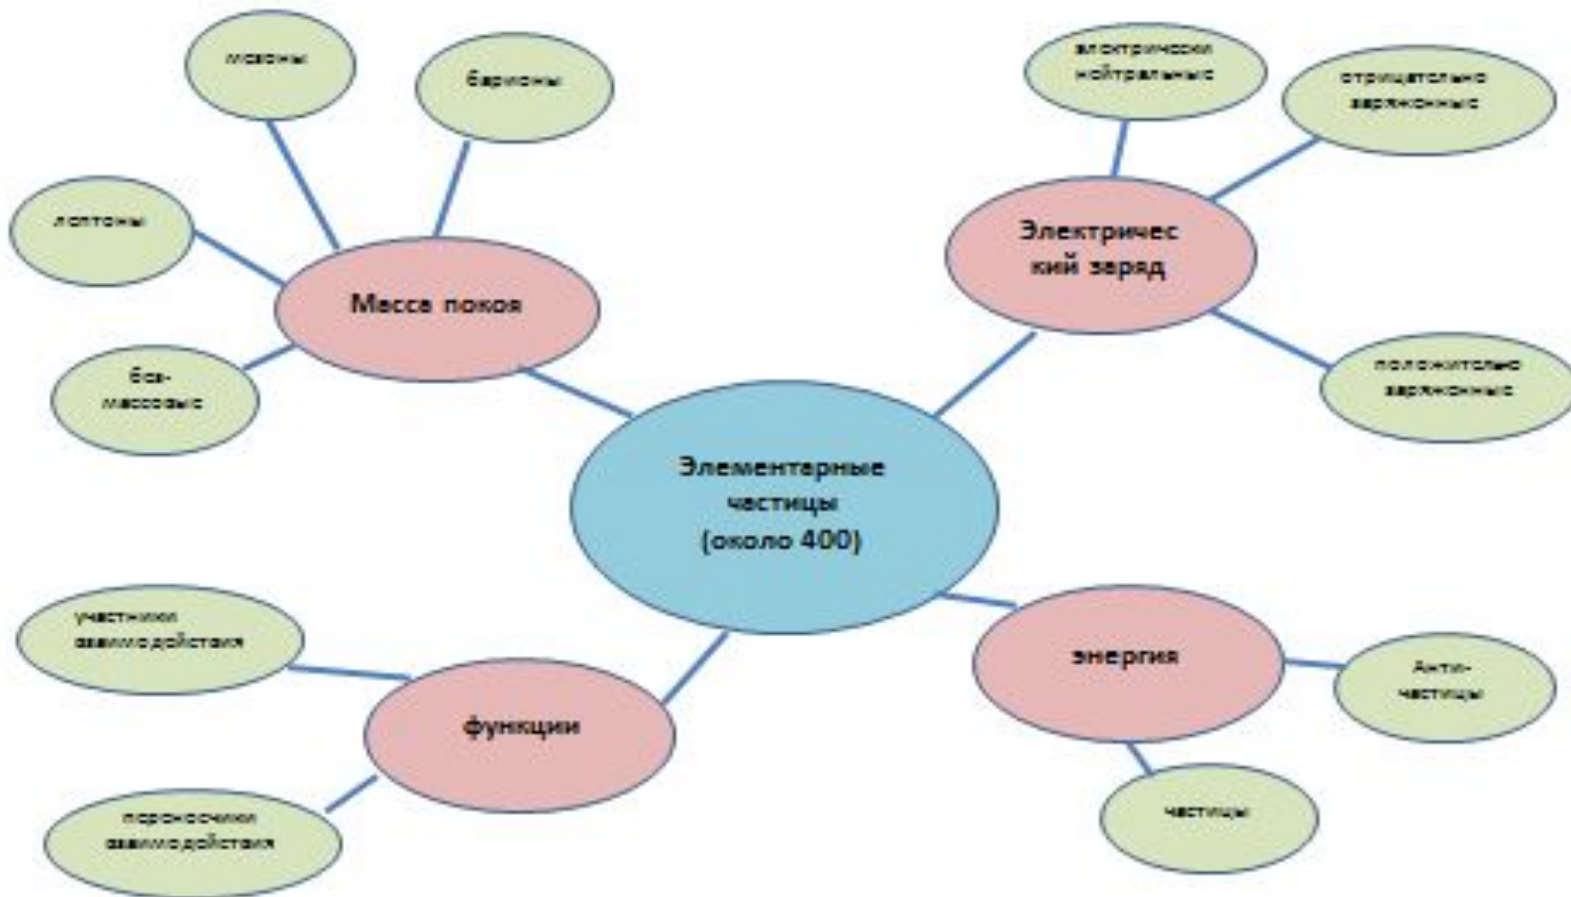 мезоны
барионы
лептоны
без-
массовые
Масса покоя
электрически
нейтральные
отрицательно
заряженные
Электричес
кий заряд
положительно
заряженные
Элементарные
частицы
(около 400)
участники
взаимодействия
функции
переносчики
взаимодействия
энергия
Анти-
частицы
частицы